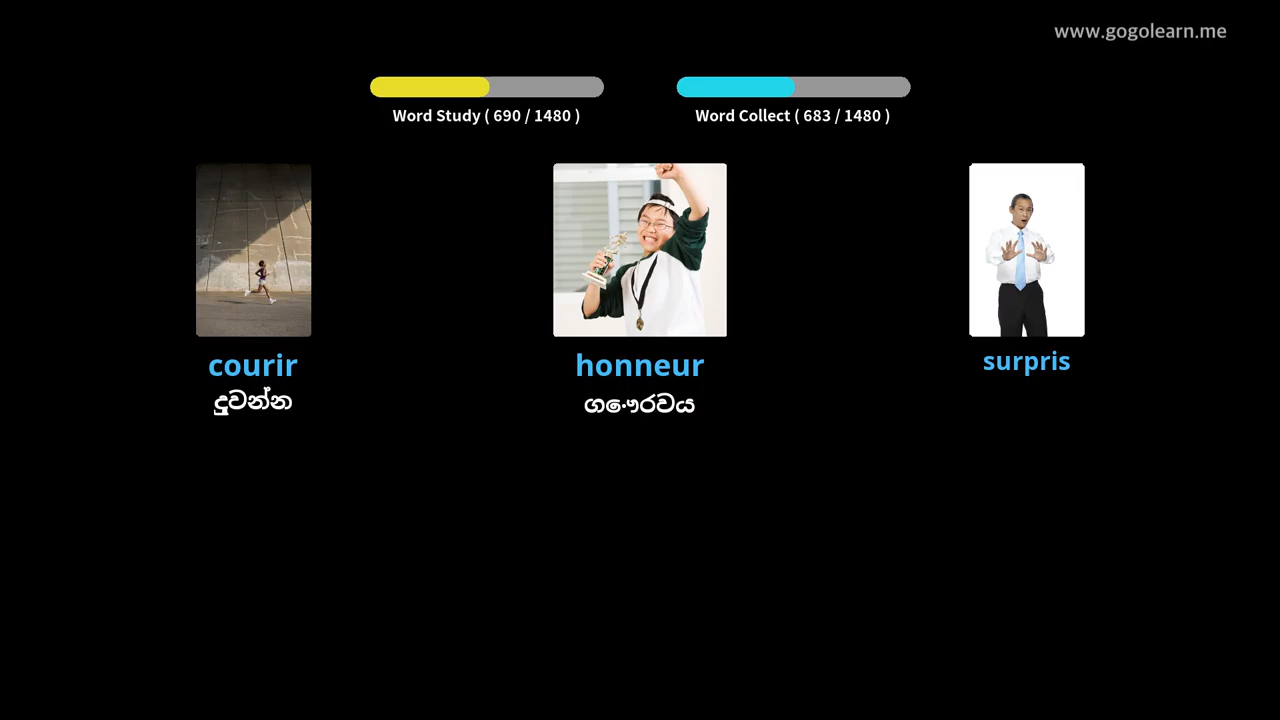 www.gogolearn.me
Word Study ( 690 / 1480 )
Word Collect ( 683 / 1480 )
courir
honneur
surpris
දුවන්න
ගෞරවය